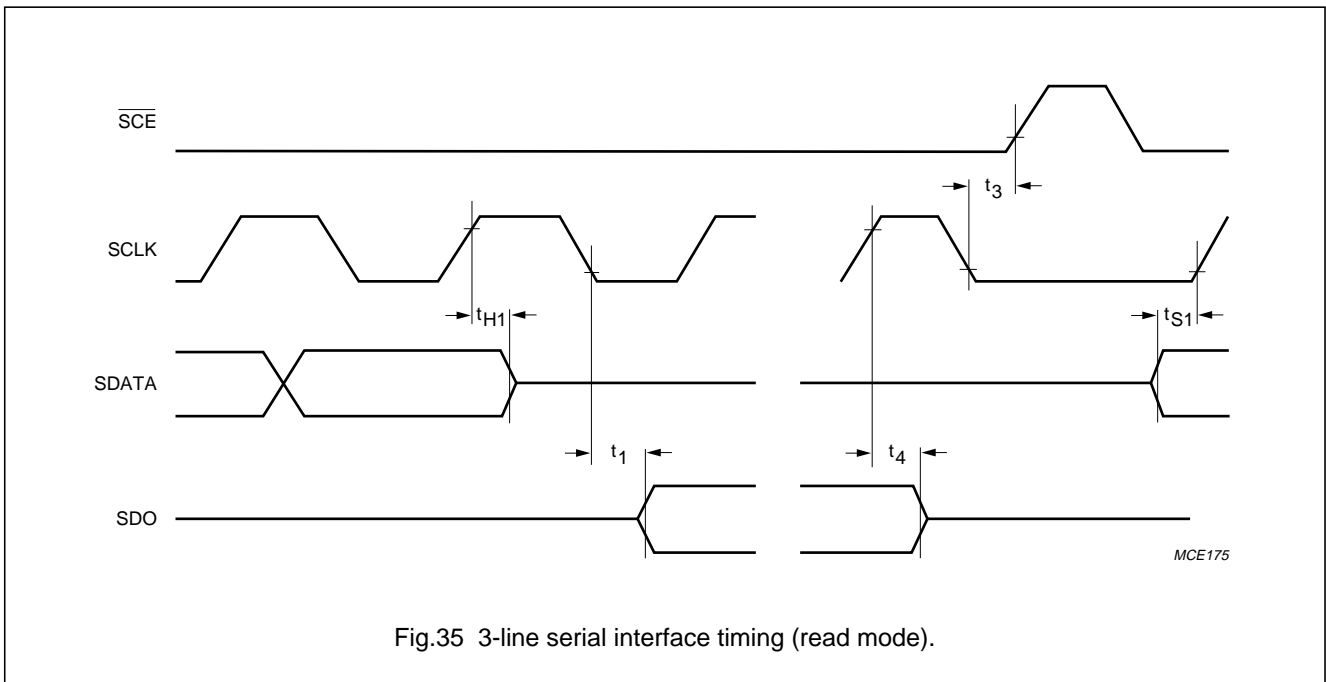 SCE
t3
SCLK
tH1
tS1
SDATA
t1
t4
SDO
MCE175
Fig.35 3-line serial interface timing (read mode).